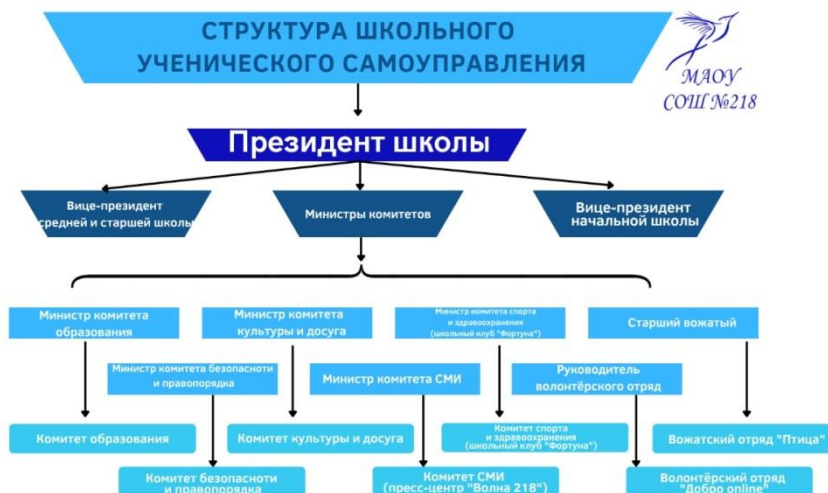 СТРУКТУРА ШКОЛЬНОГО
УЧЕНИЧЕСКОГО САМОУПРАВЛЕНИЯ
МАОУ
СОШ №218
Президент школы
Вице-президент
средней и старшей школы
Министры комитетов
Вице-президент
начальной школы
Министр комитета
образования
Министр комитета
культуры и досуга
Министр комитета спорта
и здравоохранения
(школьный клуб "Фортуна")
Старший вожатый
Министр комитета безопасноти
и правопорядка
Министр комитета СМИ
Руководитель
волонтёрского отряд
Комитет образования
Комитет культуры и досуга
Комитет спорта
и здравоохранения
(школьный клуб "Фортуна")
Вожатский отряд "Птица"
Комитет безопасноти
и правопорядка
Комитет СМИ
(пресс-центр "Волна 218")
Волонтёрский отряд
"Добро online"